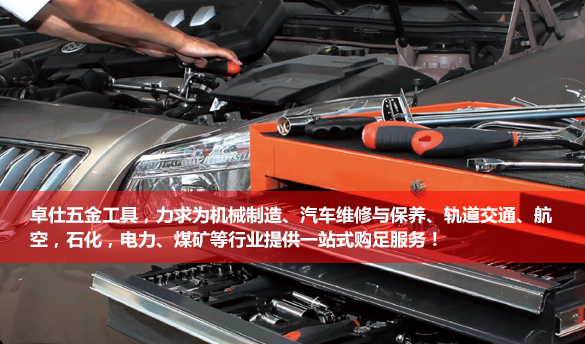 卓仕五金工具，力求为机械制造、汽车维修与保养、轨道交通、航
空，石化，电力、煤矿等行业提供一站式购足服务！